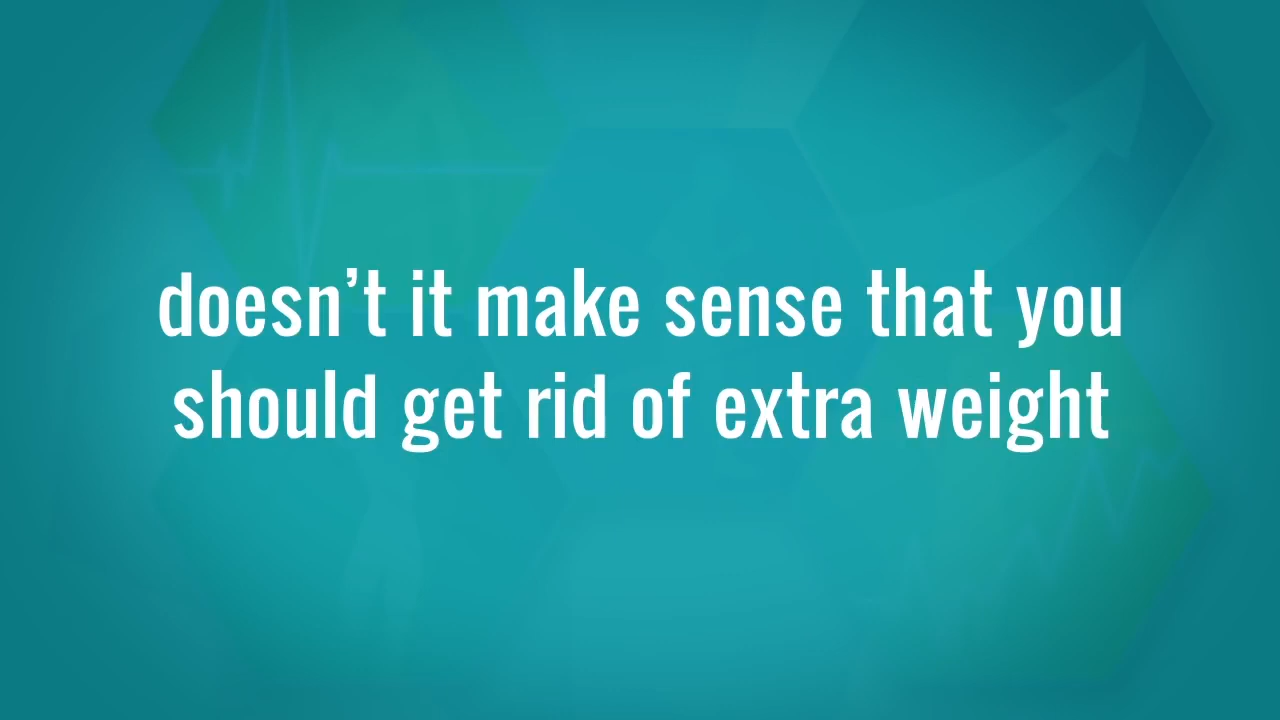 doesn’t it make sense that you
should get rid of extra weight